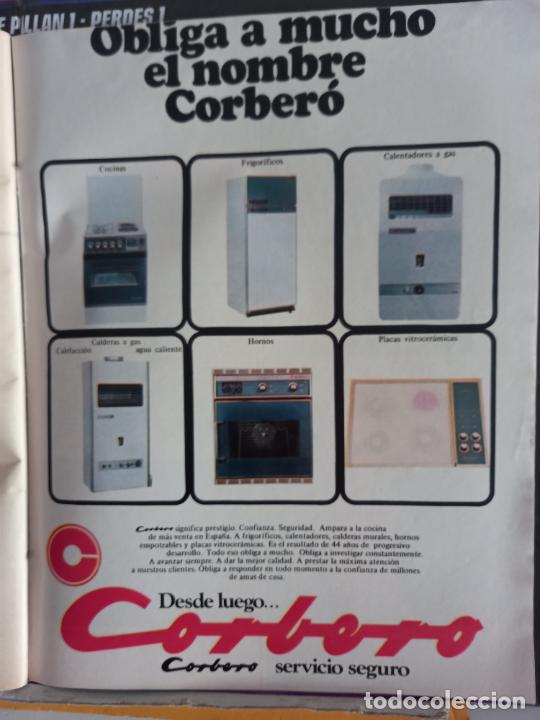 E PILLAN ! - PERDES !
Obliga a mucho
el nombre
Corberó
Cocinas
Frigoríficos
Calentadores a gas
Calderas a gas
Calefacción agua caliente
Hornos
Placas vitrocerámicas
Corbero significa prestigio. Confianza. Seguridad. Ampara a la cocina
de más venta en España. A frigoríficos, calentadores, calderas murales, hornos
empotrables y placas vitrocerámicas. Es el resultado de 44 años de progresivo
desarrollo. Todo eso obliga a mucho. Obliga a investigar constantemente.
A avanzar siempre. A dar la mejor calidad. A prestar la máxima atención
a nuestros clientes. Obliga a responder en todo momento a la confianza de millones
de amas de casa.
C
Desde luego...
Corbero
Corbero servicio seguro
todocoleccion.net